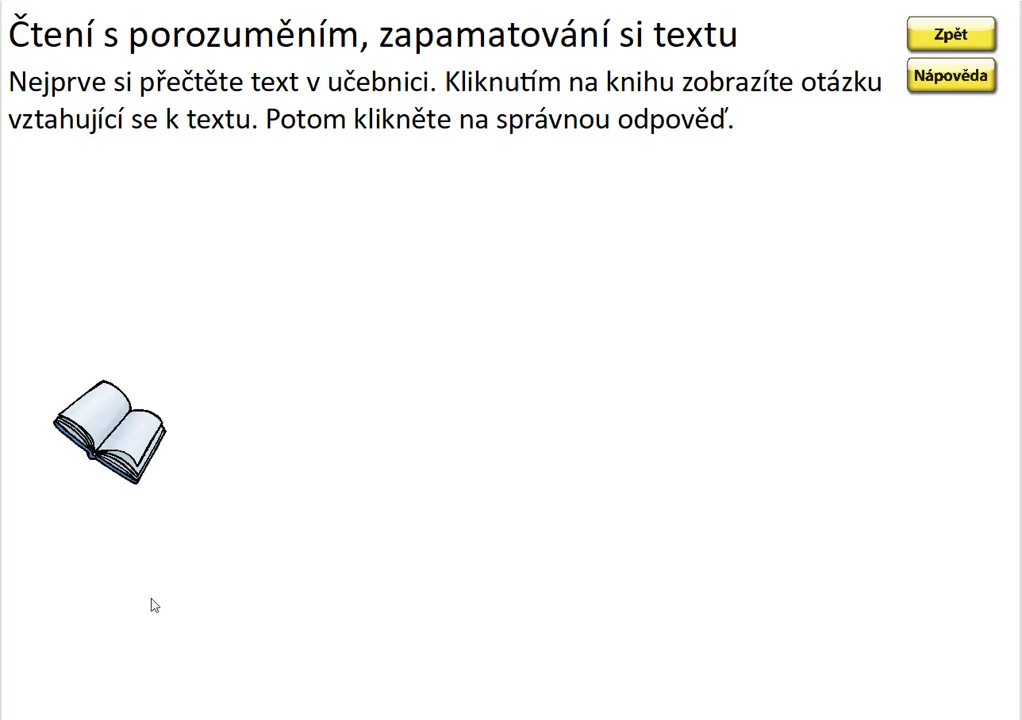 Čtení s porozuměním, zapamatování si textu
Zpět
Nejprve si přečtěte text v učebnici. Kliknutím na knihu zobrazíte otázku
Nápověda
vztahující se k textu. Potom klikněte na správnou odpověď.